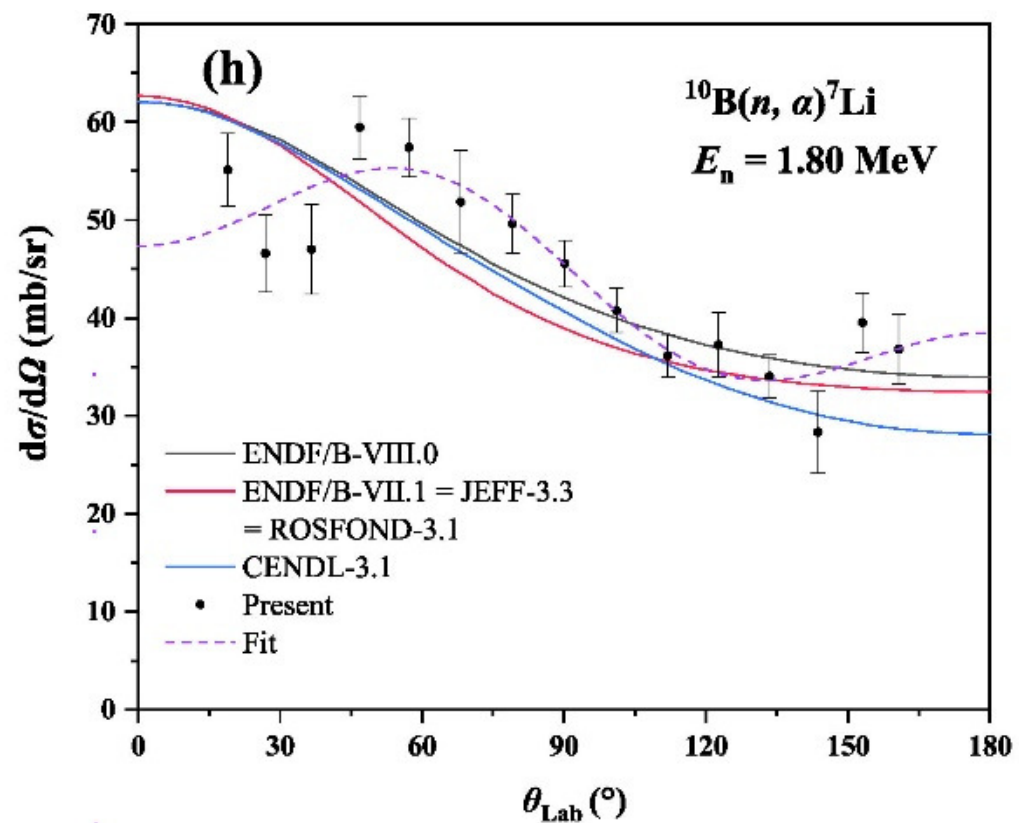 70
60
50
40
30
20
10
0
dσ/dΩ (mb/sr)
(h)
¹⁰B(n, α)⁷Li
Eₙ = 1.80 MeV
ENDF/B-VIII.0
ENDF/B-VII.1 = JEFF-3.3
= ROSFOND-3.1
CENDL-3.1
Present
Fit
0 30 60 90 120 150 180
θLab (°)